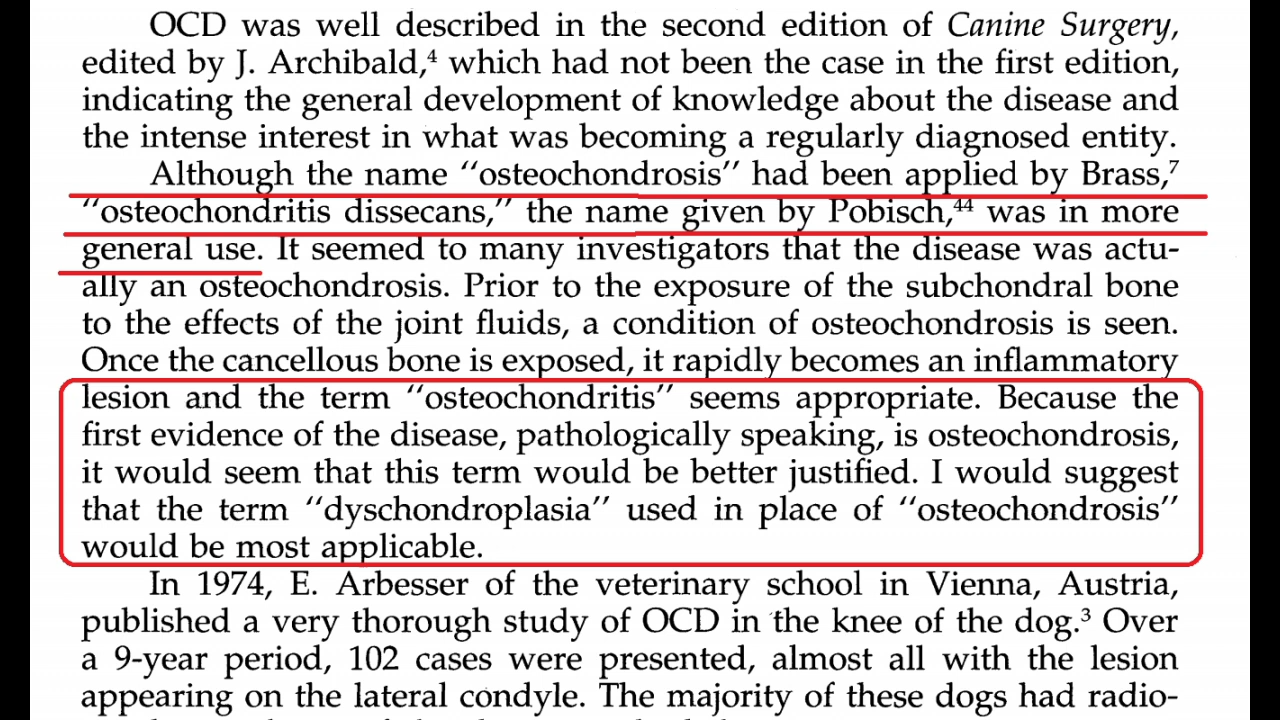 OCD was well described in the second edition of Canine Surgery,
edited by J. Archibald,⁴ which had not been the case in the first edition,
indicating the general development of knowledge about the disease and
the intense interest in what was becoming a regularly diagnosed entity.
Although the name “osteochondrosis” had been applied by Brass,⁷
“osteochondritis dissecans,” the name given by Pobisch,⁴⁴ was in more
general use. It seemed to many investigators that the disease was actu-
ally an osteochondrosis. Prior to the exposure of the subchondral bone
to the effects of the joint fluids, a condition of osteochondrosis is seen.
Once the cancellous bone is exposed, it rapidly becomes an inflammatory
lesion and the term “osteochondritis” seems appropriate. Because the
first evidence of the disease, pathologically speaking, is osteochondrosis,
it would seem that this term would be better justified. I would suggest
that the term “dyschondroplasia” used in place of “osteochondrosis”
would be most applicable.
In 1974, E. Arbesser of the veterinary school in Vienna, Austria,
published a very thorough study of OCD in the knee of the dog.³ Over
a 9-year period, 102 cases were presented, almost all with the lesion
appearing on the lateral condyle. The majority of these dogs had radio-